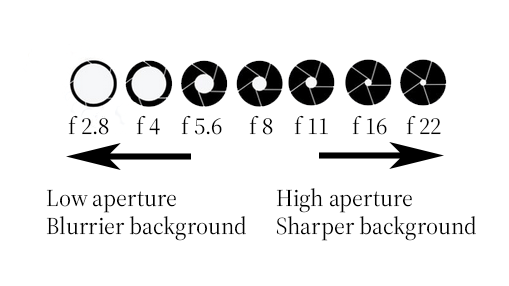 f 2.8 f 4 f 5.6 f 8 f 11 f 16 f 22
Low aperture
Blurrier background
High aperture
Sharper background